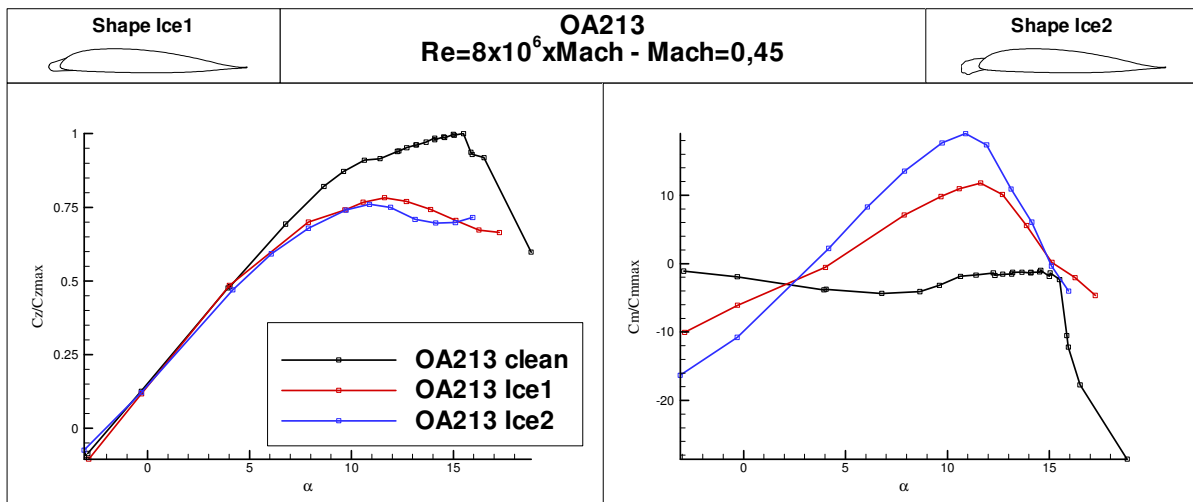 Shape Ice1
OA213
Re=8x10⁶xMach - Mach=0,45
Shape Ice2
Cz/Czmax
1
0.75
0.5
0.25
0
0
5
10
15
α
OA213 clean
OA213 Ice1
OA213 Ice2
Cm/Cmmax
10
0
-10
-20
0
5
10
15
α